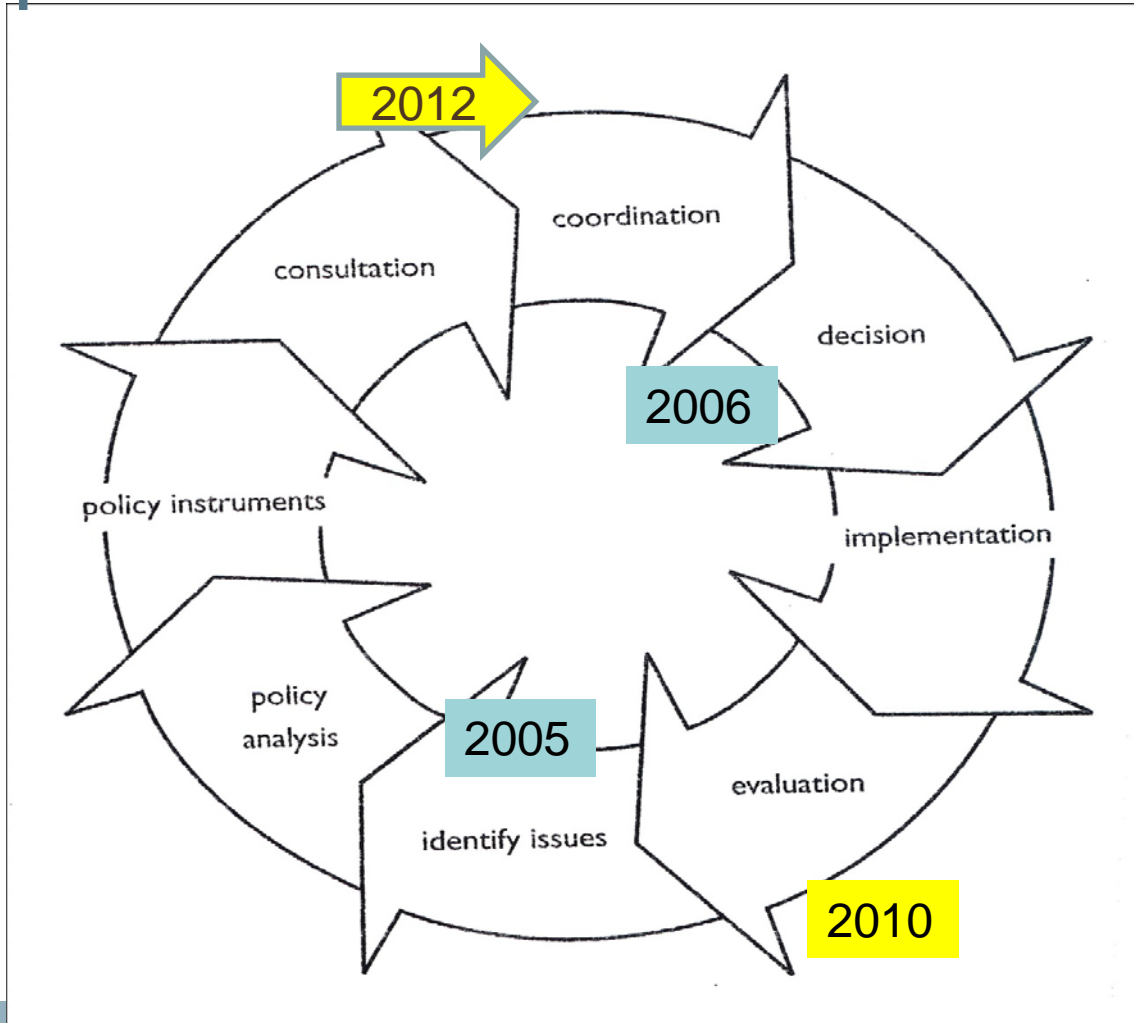 2012
coordination
consultation
decision
2006
policy instruments
implementation
policy
analysis
2005
evaluation
identify issues
2010